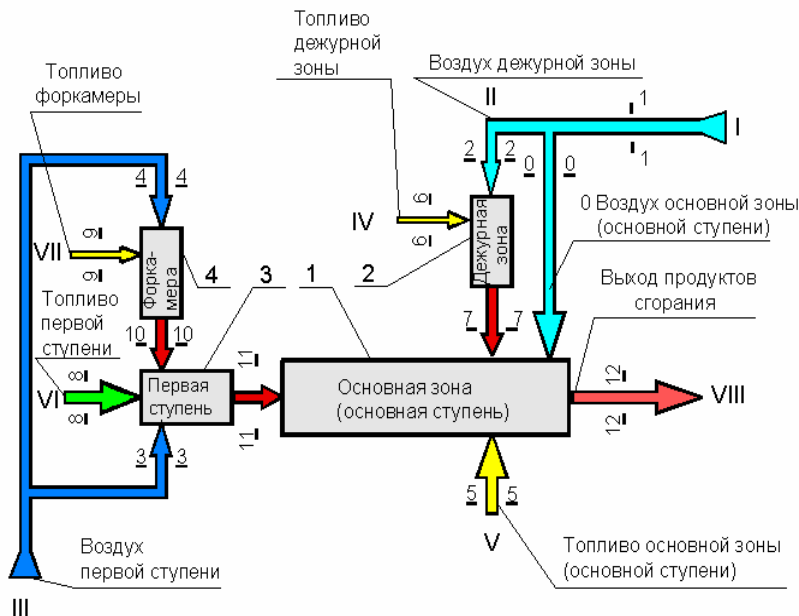 Топливо
дежурной
зоны
Топливо
форкамеры
Воздух дежурной зоны
II
1
I
1
2 2
0 0
4 4
6
IV
6
Дежурная
зона
0 Воздух основной зоны
(основной ступени)
9
VII
9
Форка-
мера
4 3 1 2
Выход продуктов
сгорания
Топливо
первой
ступени
10 10
7 7
11
12
8
VI
8
Первая
ступень
Основная зона
(основная ступень)
VIII
11
12
3 3
5 5
V
Воздух
первой ступени
Топливо основной зоны
(основной ступени)
III